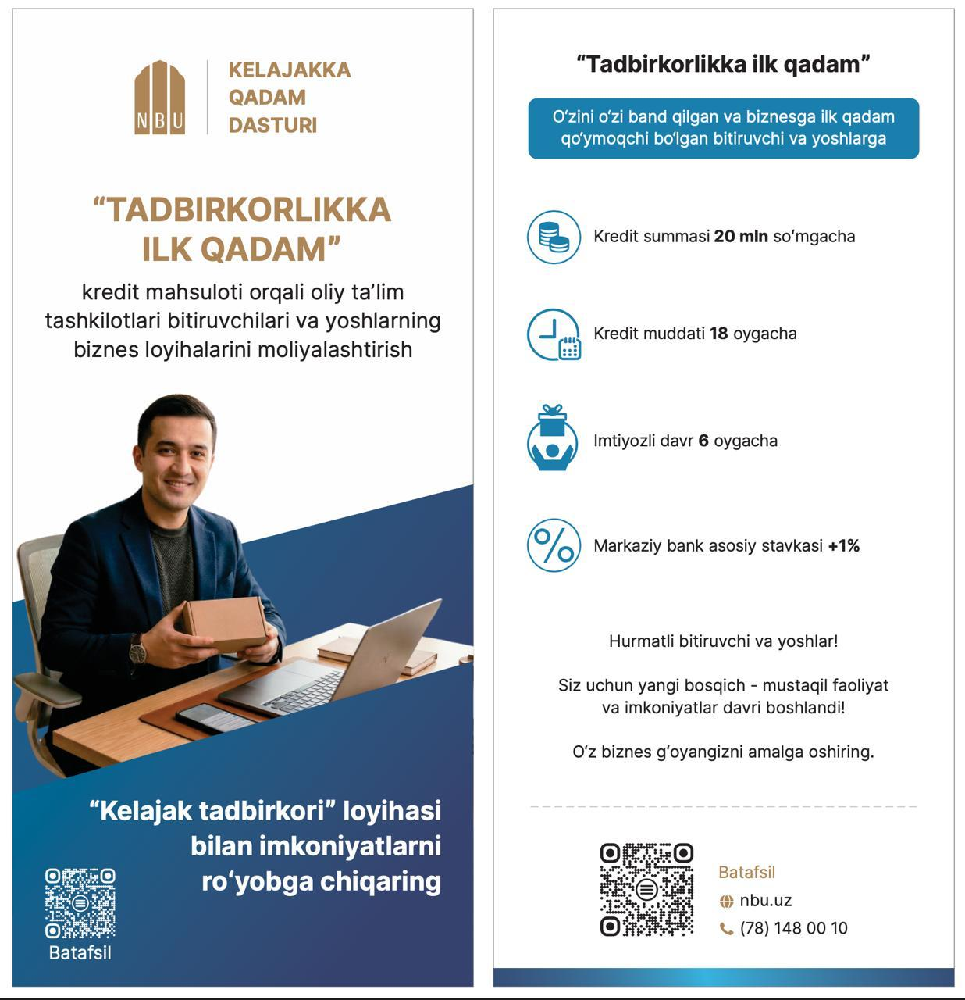 NBU
KELAJAKKA
QADAM
DASTURI
“TADBIRKORLIKKA
ILK QADAM”
kredit mahsuloti orqali oliy ta’lim
tashkilotlari bitiruvchilari va yoshlarning
biznes loyihalarini moliyalashtirish
“Kelajak tadbirkori” loyihasi
bilan imkoniyatlarni
ro‘yobga chiqaring
Batafsil
“Tadbirkorlikka ilk qadam”
O‘zini o‘zi band qilgan va biznesga ilk qadam
qo‘ymoqchi bo‘lgan bitiruvchi va yoshlarga
Kredit summasi 20 mln so‘mgacha
Kredit muddati 18 oygacha
Imtiyozli davr 6 oygacha
Markaziy bank asosiy stavkasi +1%
Hurmatli bitiruvchi va yoshlar!
Siz uchun yangi bosqich - mustaqil faoliyat
va imkoniyatlar davri boshlandi!
O‘z biznes g‘oyangizni amalga oshiring.
Batafsil
nbu.uz
(78) 148 00 10